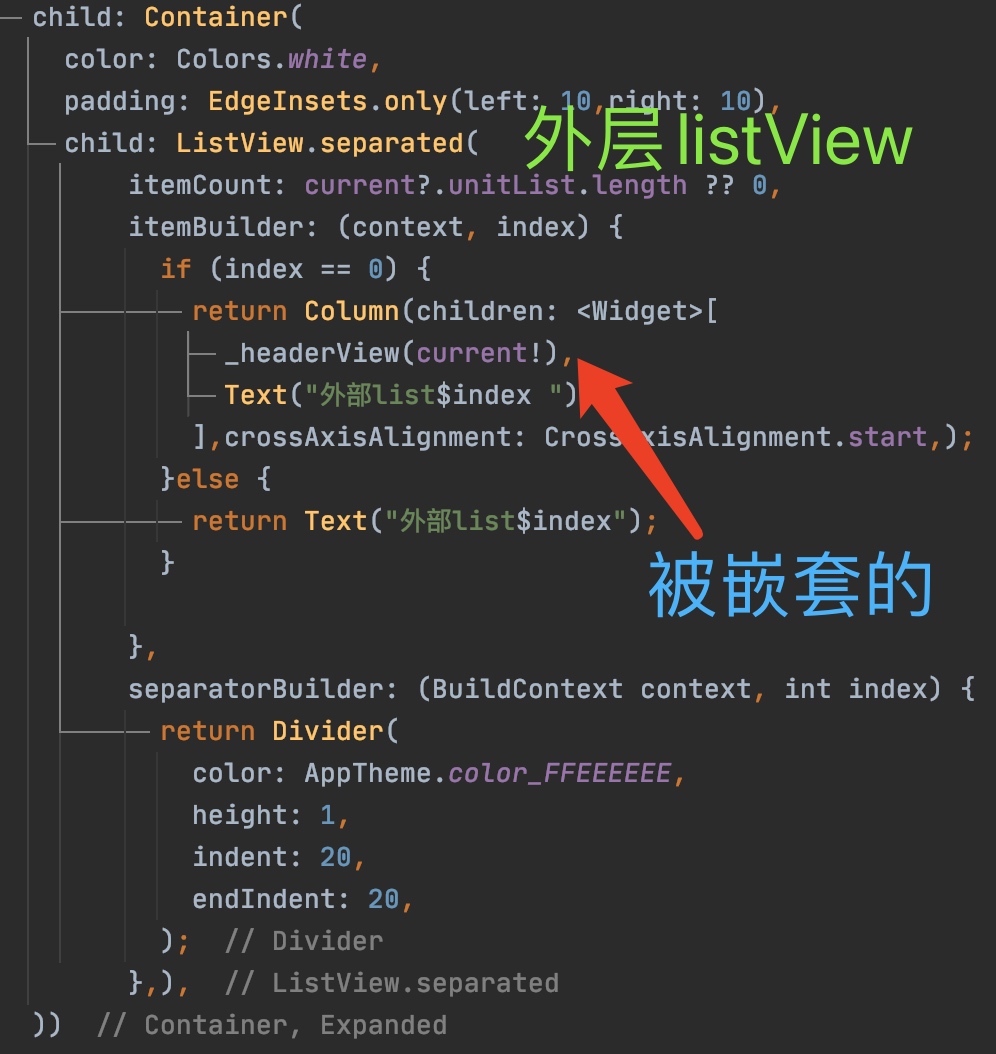 child: Container(
color: Colors.white,
padding: EdgeInsets.only(left: 10,right: 10),
child: ListView.separated(
外层listView
itemCount: current?.unitList.length ?? 0,
itemBuilder: (context, index) {
if (index == 0) {
return Column(children: <Widget>[
_headerView(current!),
Text("外部list$index ")
],crossAxisAlignment: CrossAxisAlignment.start,);
}else {
return Text("外部list$index");
}
被嵌套的
},
separatorBuilder: (BuildContext context, int index) {
return Divider(
color: AppTheme.color_FFEEEEEE,
height: 1,
indent: 20,
endIndent: 20,
); // Divider
},), // ListView.separated
)) // Container, Expanded